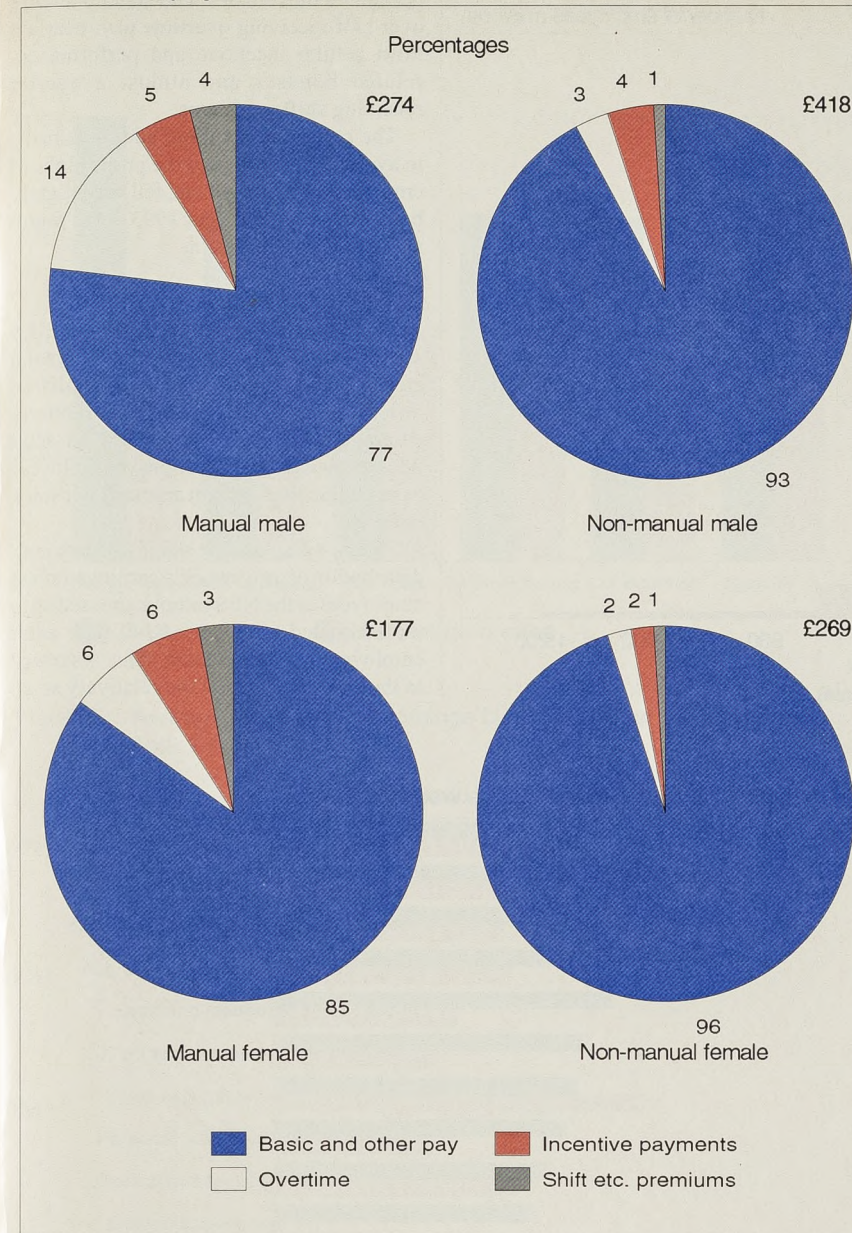 Percentages
4
5
£274
14
77
Manual male
3 4 1
£418
93
Non-manual male
3
6
6
£177
85
Manual female
2 2 1
£269
96
Non-manual female
Basic and other pay
Incentive payments
Overtime
Shift etc. premiums